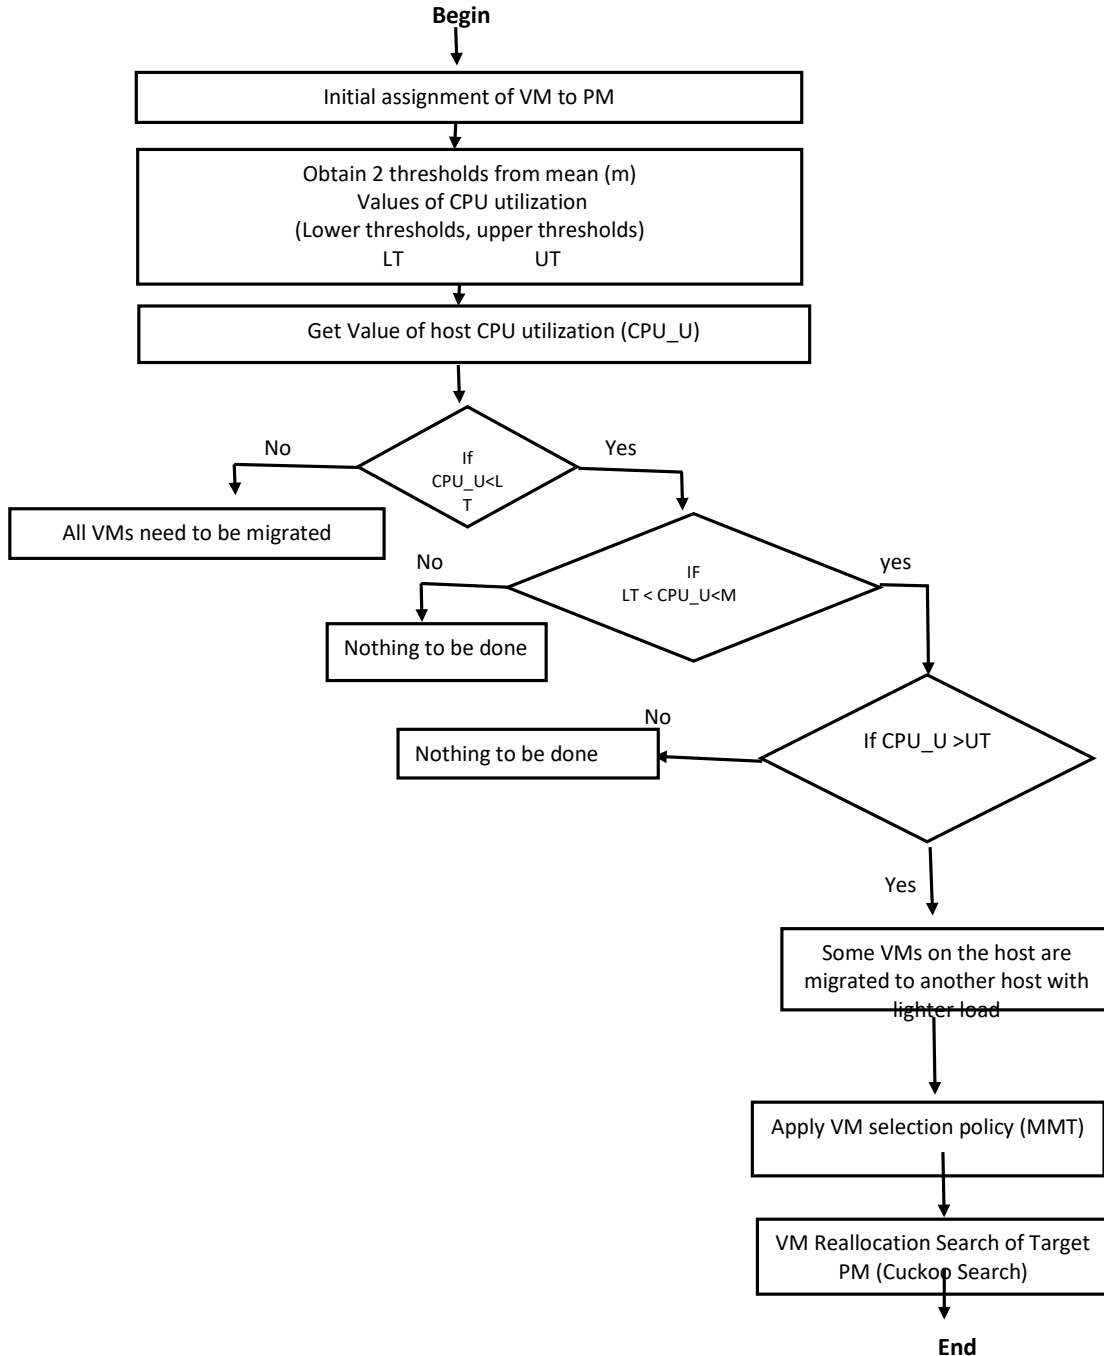 Begin
Initial assignment of VM to PM
Obtain 2 thresholds from mean (m)
Values of CPU utilization
(Lower thresholds, upper thresholds)
LT UT
Get Value of host CPU utilization (CPU_U)
No
Yes
If
CPU_U<L
T
All VMs need to be migrated
No
yes
IF
LT < CPU_U<M
Nothing to be done
No
If CPU_U >UT
Nothing to be done
Yes
Some VMs on the host are
migrated to another host with
lighter load
Apply VM selection policy (MMT)
VM Reallocation Search of Target
PM (Cuckoo Search)
End